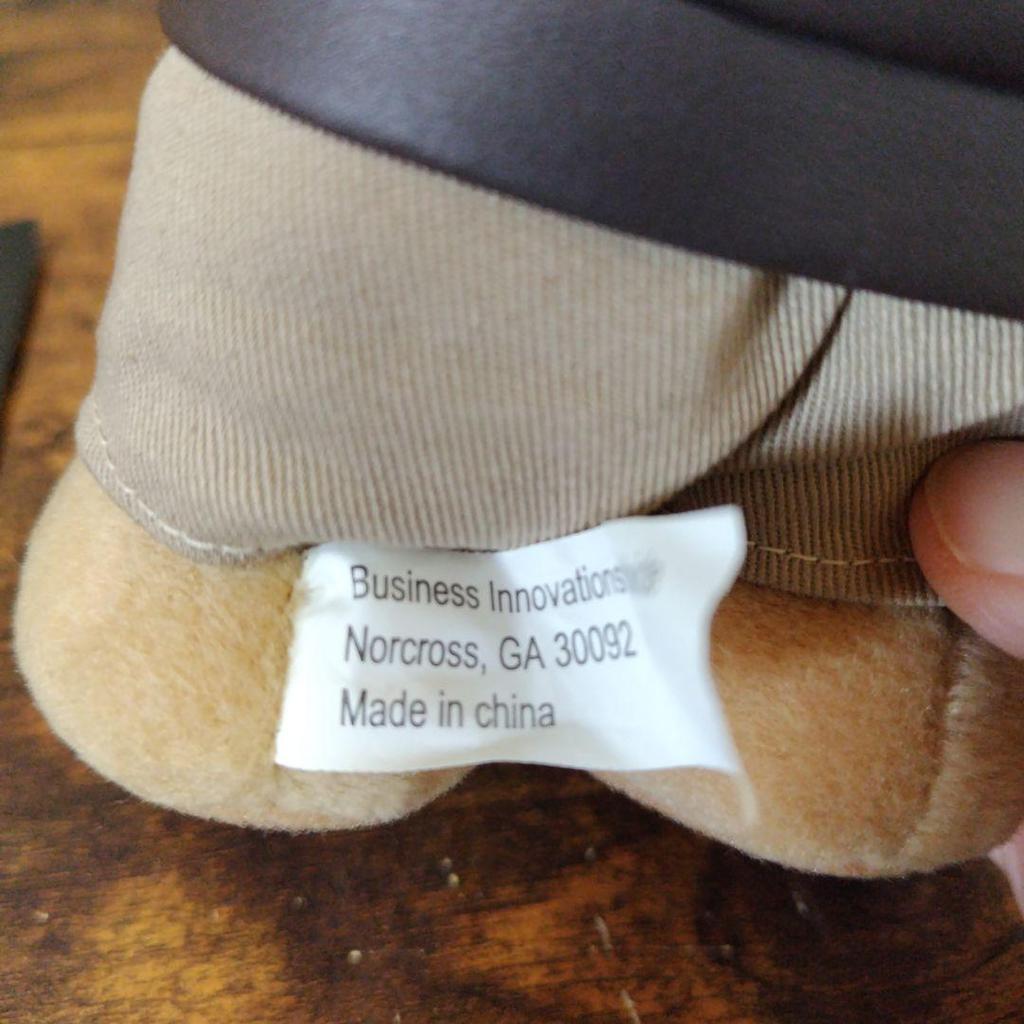 Business Innovations
Norcross, GA 30092
Made in china